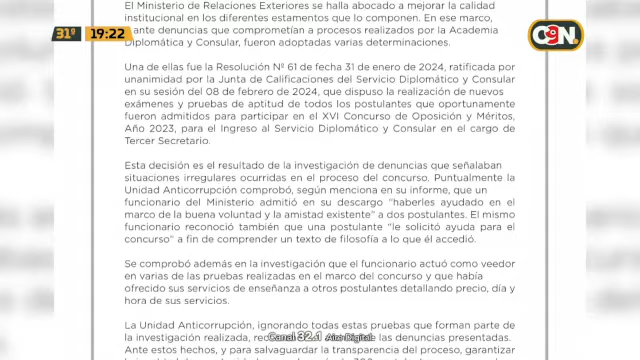 31º 19:22
C9N
El Ministerio de Relaciones Exteriores se halla abocado a mejorar la calidad
institucional en los diferentes estamentos que lo componen. En ese marco,
ante denuncias que comprometían a procesos realizados por la Academia
Diplomática y Consular, fueron adoptadas varias determinaciones.
Una de ellas fue la Resolución Nº 61 de fecha 31 de enero de 2024, ratificada por
unanimidad por la Junta de Calificaciones del Servicio Diplomático y Consular
en su sesión del 08 de febrero de 2024, que dispuso la realización de nuevos
exámenes y pruebas de aptitud de todos los postulantes que oportunamente
fueron admitidos para participar en el XVI Concurso de Oposición y Méritos,
Año 2023, para el Ingreso al Servicio Diplomático y Consular en el cargo de
Tercer Secretario.
Esta decisión es el resultado de la investigación de denuncias que señalaban
situaciones irregulares ocurridas en el proceso del concurso. Puntualmente la
Unidad Anticorrupción comprobó, según menciona en su informe, que un
funcionario del Ministerio admitió en su descargo "haberles ayudado en el
marco de la buena voluntad y la amistad existente" a dos postulantes. El mismo
funcionario reconoció también que una postulante "le solicitó ayuda para el
concurso" a fin de comprender un texto de filosofía a lo que él accedió.
Se comprobó además en la investigación que el funcionario actuó como veedor
en varias de las pruebas realizadas en el marco del concurso y que había
ofrecido sus servicios de enseñanza a otros postulantes detallando precio, día y
hora de sus servicios.
La Unidad Anticorrupción, ignorando todas estas pruebas que forman parte de
la investigación realizada, las denuncias presentadas.
Ante estos hechos, y para salvaguardar la transparencia del proceso, garantizar